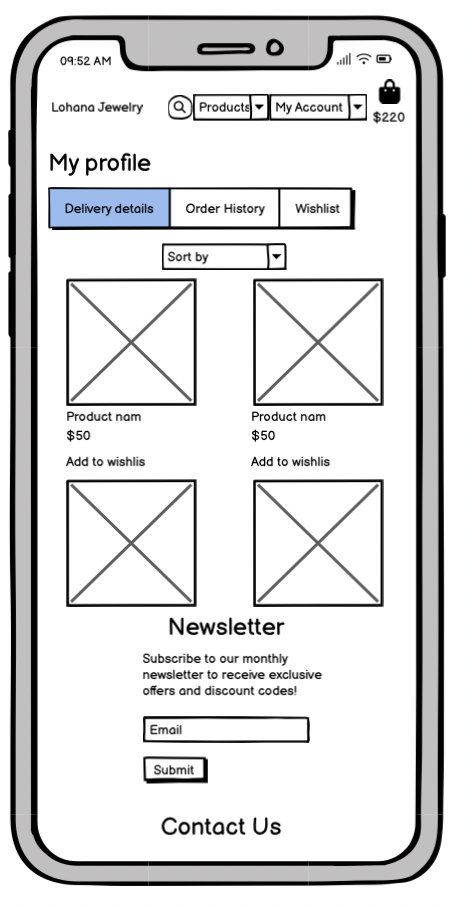 09:52 AM
Lohana Jewelry
Products
My Account
$220
My profile
Delivery details
Order History
Wishlist
Sort by
Product nam
Product nam
$50
$50
Add to wishlis
Add to wishlis
Newsletter
Subscribe to our monthly
newsletter to receive exclusive
offers and discount codes!
Email
Submit
Contact Us